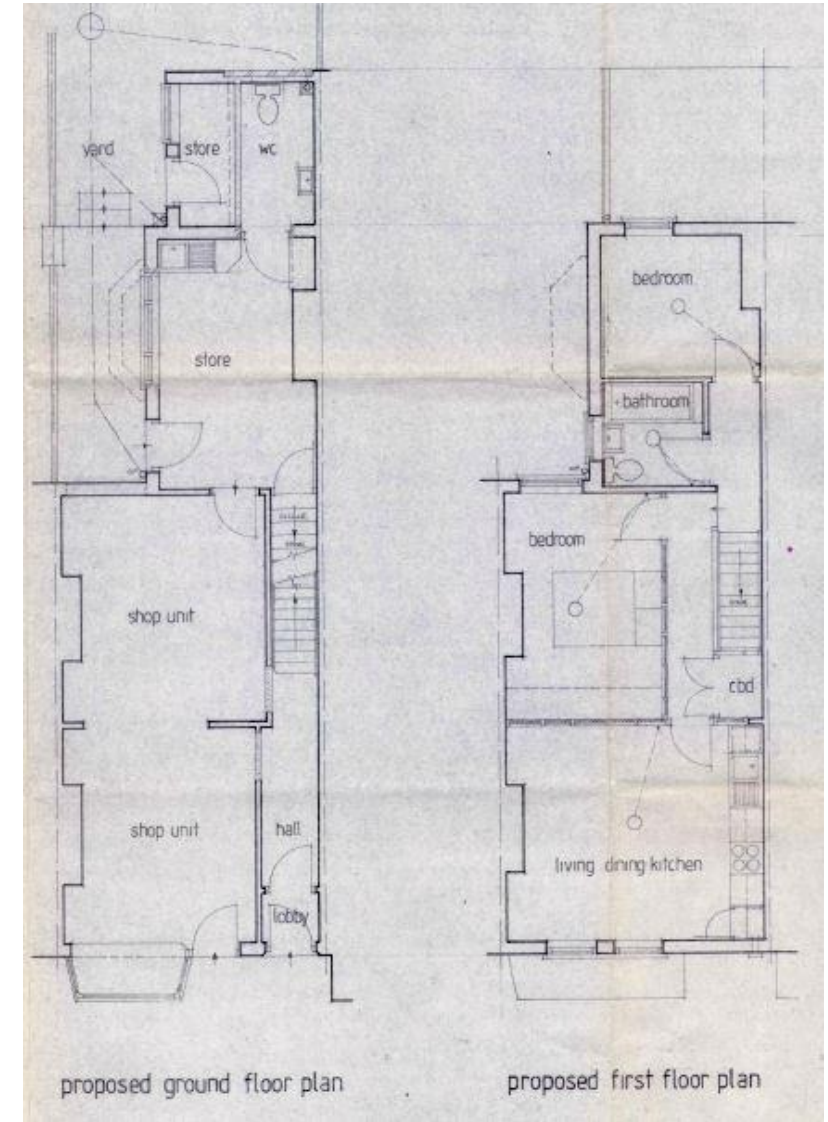 yard
store
wc
store
shop unit
shop unit
hall
lobby
proposed ground floor plan
bedroom
bathroom
bedroom
cbd
living dining kitchen
proposed first floor plan